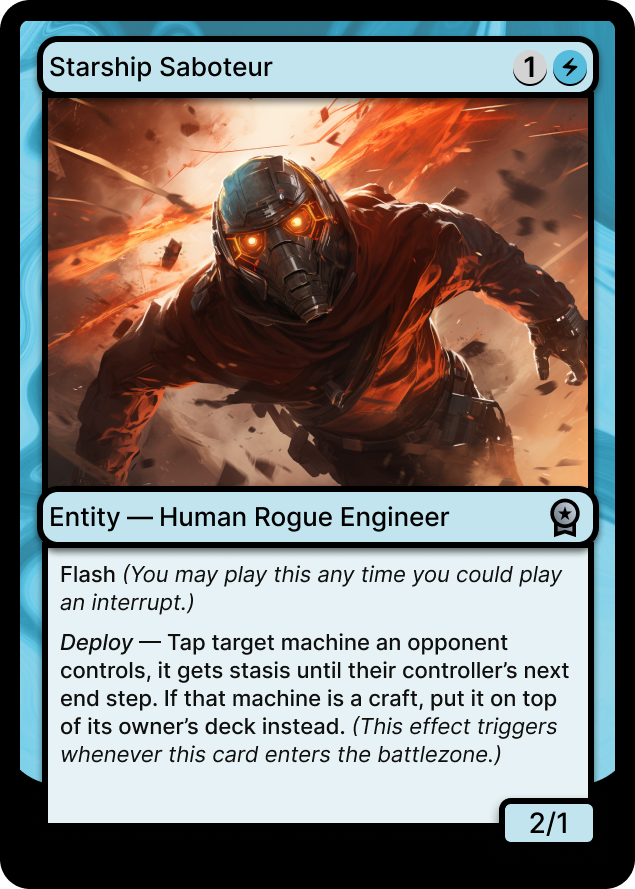 Starship Saboteur
1
Entity — Human Rogue Engineer
Flash (You may play this any time you could play
an interrupt.)
Deploy — Tap target machine an opponent
controls, it gets stasis until their controller’s next
end step. If that machine is a craft, put it on top
of its owner’s deck instead. (This effect triggers
whenever this card enters the battlezone.)
2/1